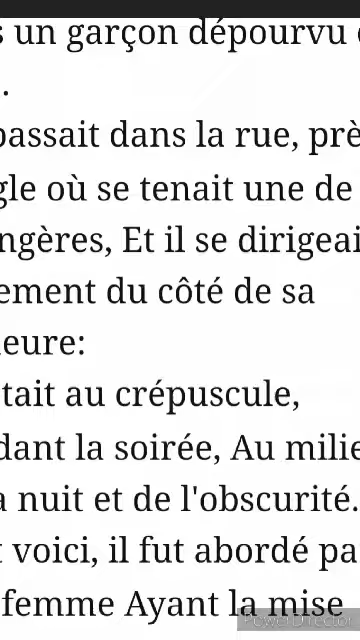 s un garçon dépourvu
.
passait dans la rue, prè
gle où se tenait une de
ngères, Et il se dirigeai
ement du côté de sa
eure:
tait au crépuscule,
dant la soirée, Au milie
a nuit et de l'obscurité.
t voici, il fut abordé pa
femme Ayant la mise
PowerDirector